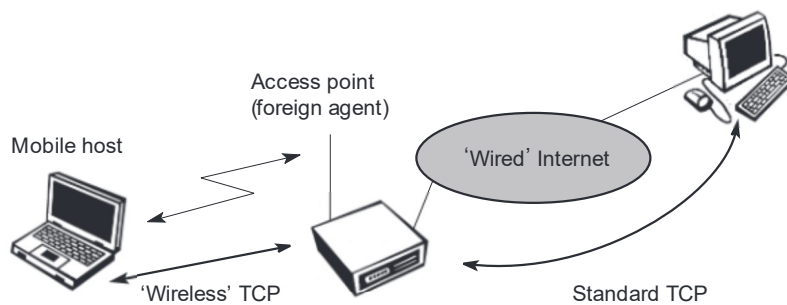 Access point
(foreign agent)
Mobile host
‘Wired’ Internet
‘Wireless’ TCP
Standard TCP